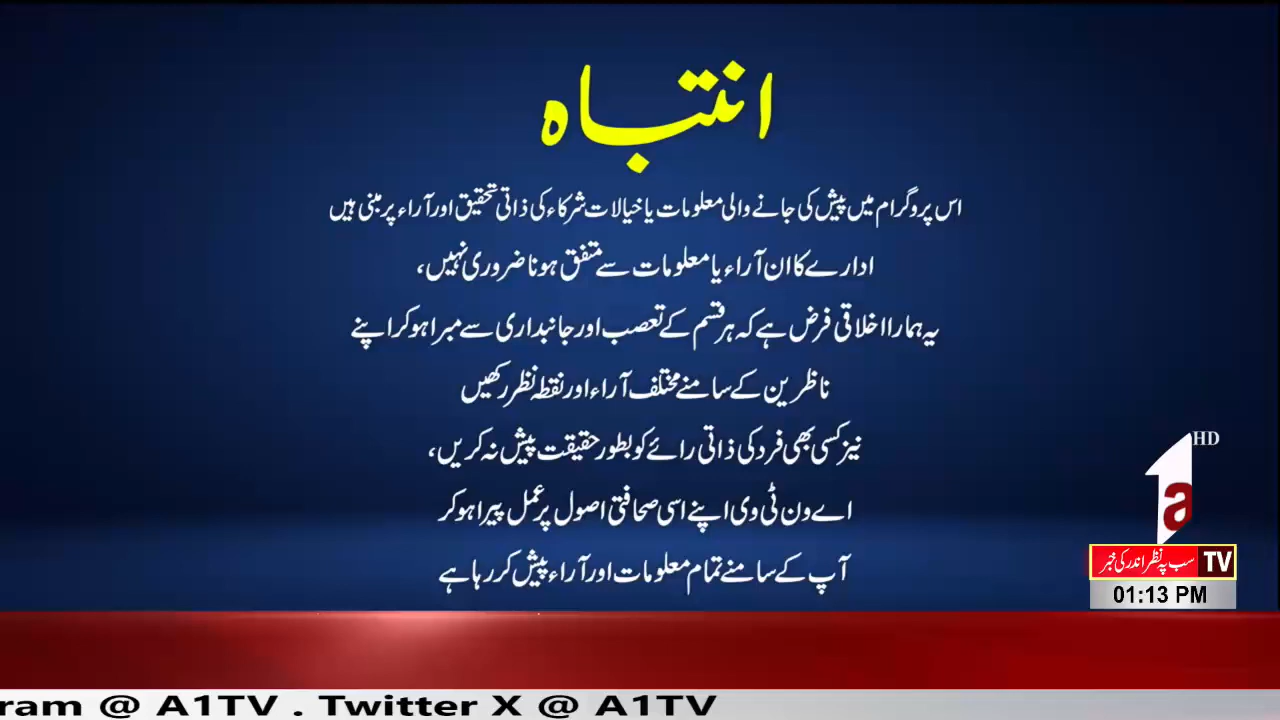 انتباہ
اس پروگرام میں پیش کی جانے والی معلومات یا خیالات شرکاء کی ذاتی تحقیق اور آراء پر مبنی ہیں
ادارے کا ان آراء یا معلومات سے متفق ہونا ضروری نہیں،
یہ ہمارا اخلاقی فرض ہے کہ ہر قسم کے تعصب اور جانبداری سے مبرا ہو کر اپنے
ناظرین کے سامنے مختلف آراء اور نقطہ نظر رکھیں
نیز کسی بھی فرد کی ذاتی رائے کو بطور حقیقت پیش نہ کریں،
اے ون ٹی وی اپنے اسی صحافتی اصول پر عمل پیرا ہو کر
آپ کے سامنے تمام معلومات اور آراء پیش کر رہا ہے
HD
1a
سب پہ نظر اندر کی خبر TV
01:13 PM
ram @ A1TV . Twitter X @ A1TV